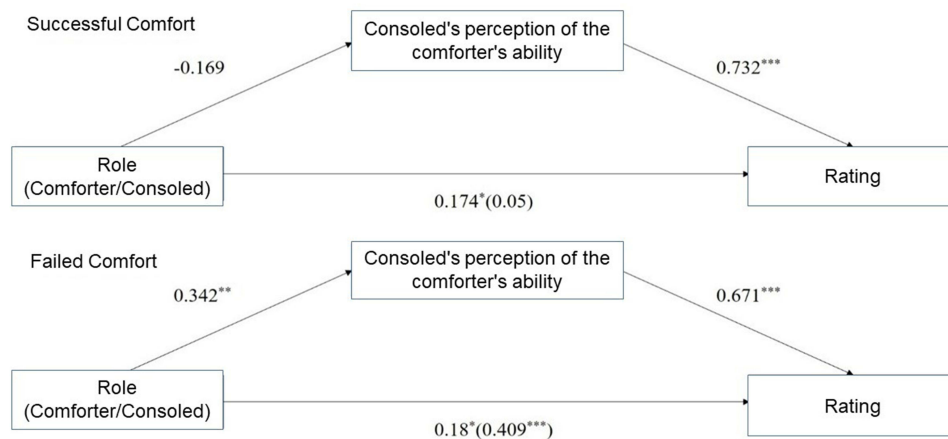 Successful Comfort
Consoled's perception of the
comforter's ability
-0.169
0.732***
Role
(Comforter/Consoled)
Rating
0.174*(0.05)
Failed Comfort
Consoled's perception of the
comforter's ability
0.342**
0.671***
Role
(Comforter/Consoled)
Rating
0.18*(0.409***)